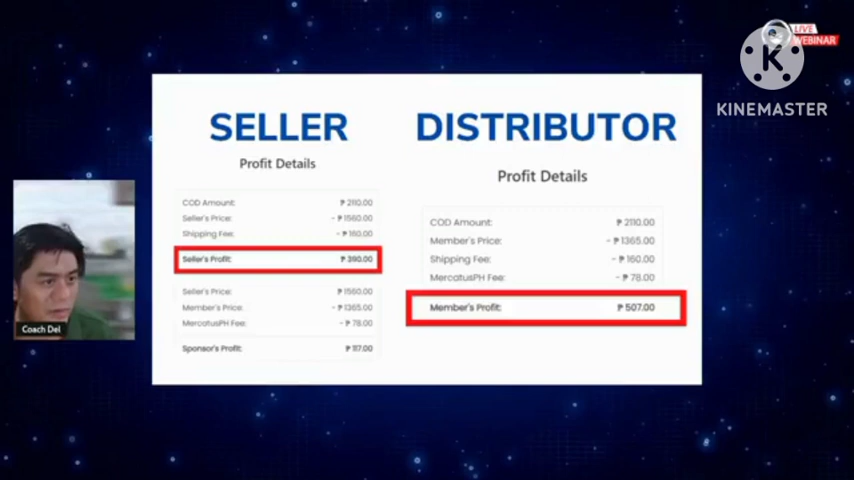 LIVE
WEBINAR
K
KINEMASTER
SELLER
Profit Details
COD Amount: ₱ 2110.00
Seller's Price: - ₱ 1560.00
Shipping Fee: - ₱ 160.00
Seller's Profit: ₱ 390.00
Seller's Price: ₱ 1560.00
Member's Price: - ₱ 1365.00
MercatusPH Fee: - ₱ 78.00
Sponsor's Profit: ₱ 117.00
DISTRIBUTOR
Profit Details
COD Amount: ₱ 2110.00
Member's Price: - ₱ 1365.00
Shipping Fee: - ₱ 160.00
MercatusPH Fee: - ₱ 78.00
Member's Profit: ₱ 507.00
Coach Del